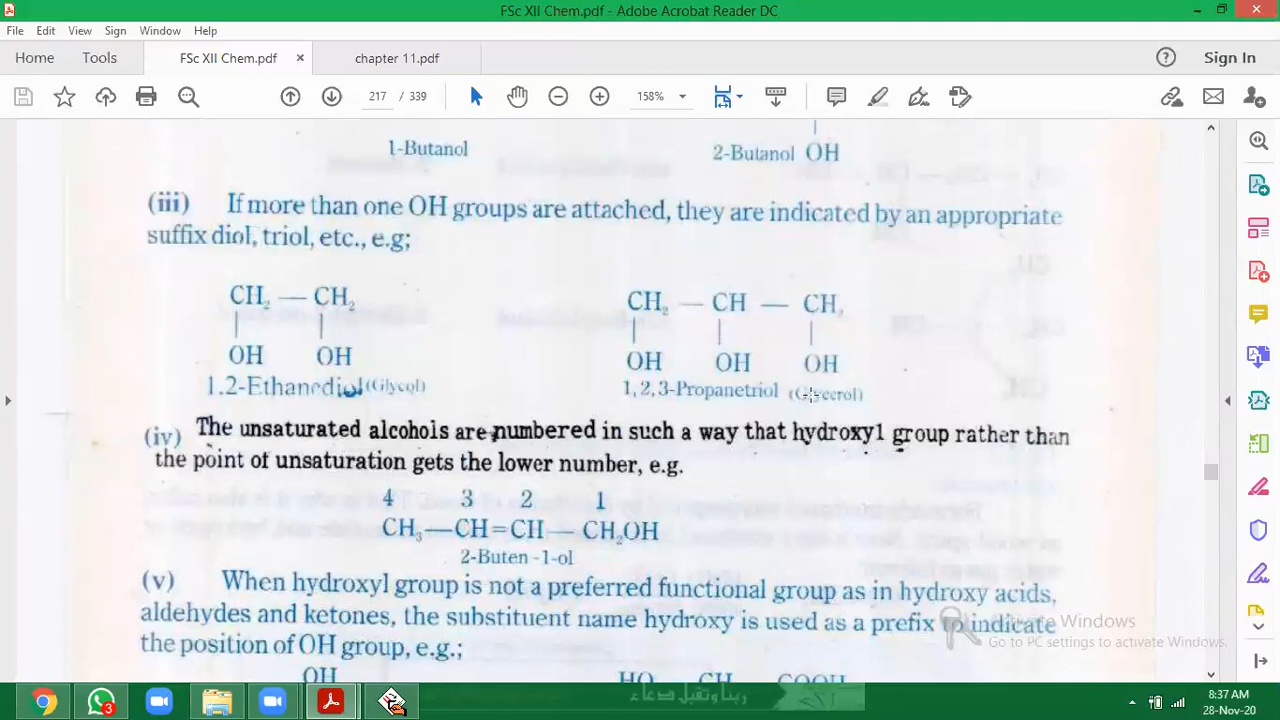 FSc XII Chem.pdf - Adobe Acrobat Reader DC
File Edit View Sign Window Help
Home Tools FSc XII Chem.pdf × chapter 11.pdf Sign In
217 / 339 158%
1-Butanol
2-Butanol OH
(iii) If more than one OH groups are attached, they are indicated by an appropriate
suffix diol, triol, etc., e.g;
CH2 — CH2
OH OH
1.2-Ethanediol (Glycol)
CH2 — CH — CH2
OH OH OH
1,2,3-Propanetriol (Glycerol)
(iv) The unsaturated alcohols are numbered in such a way that hydroxyl group rather than
the point of unsaturation gets the lower number, e.g.
4 3 2 1
CH3—CH=CH—CH2OH
2-Buten -1-ol
(v) When hydroxyl group is not a preferred functional group as in hydroxy acids,
aldehydes and ketones, the substituent name hydroxy is used as a prefix to indicate
the position of OH group, e.g.;
OH
HO CH COOH
Activate Windows
Go to PC settings to activate Windows.
3
ربنا وتقبل دعاء
8:37 AM
28-Nov-20